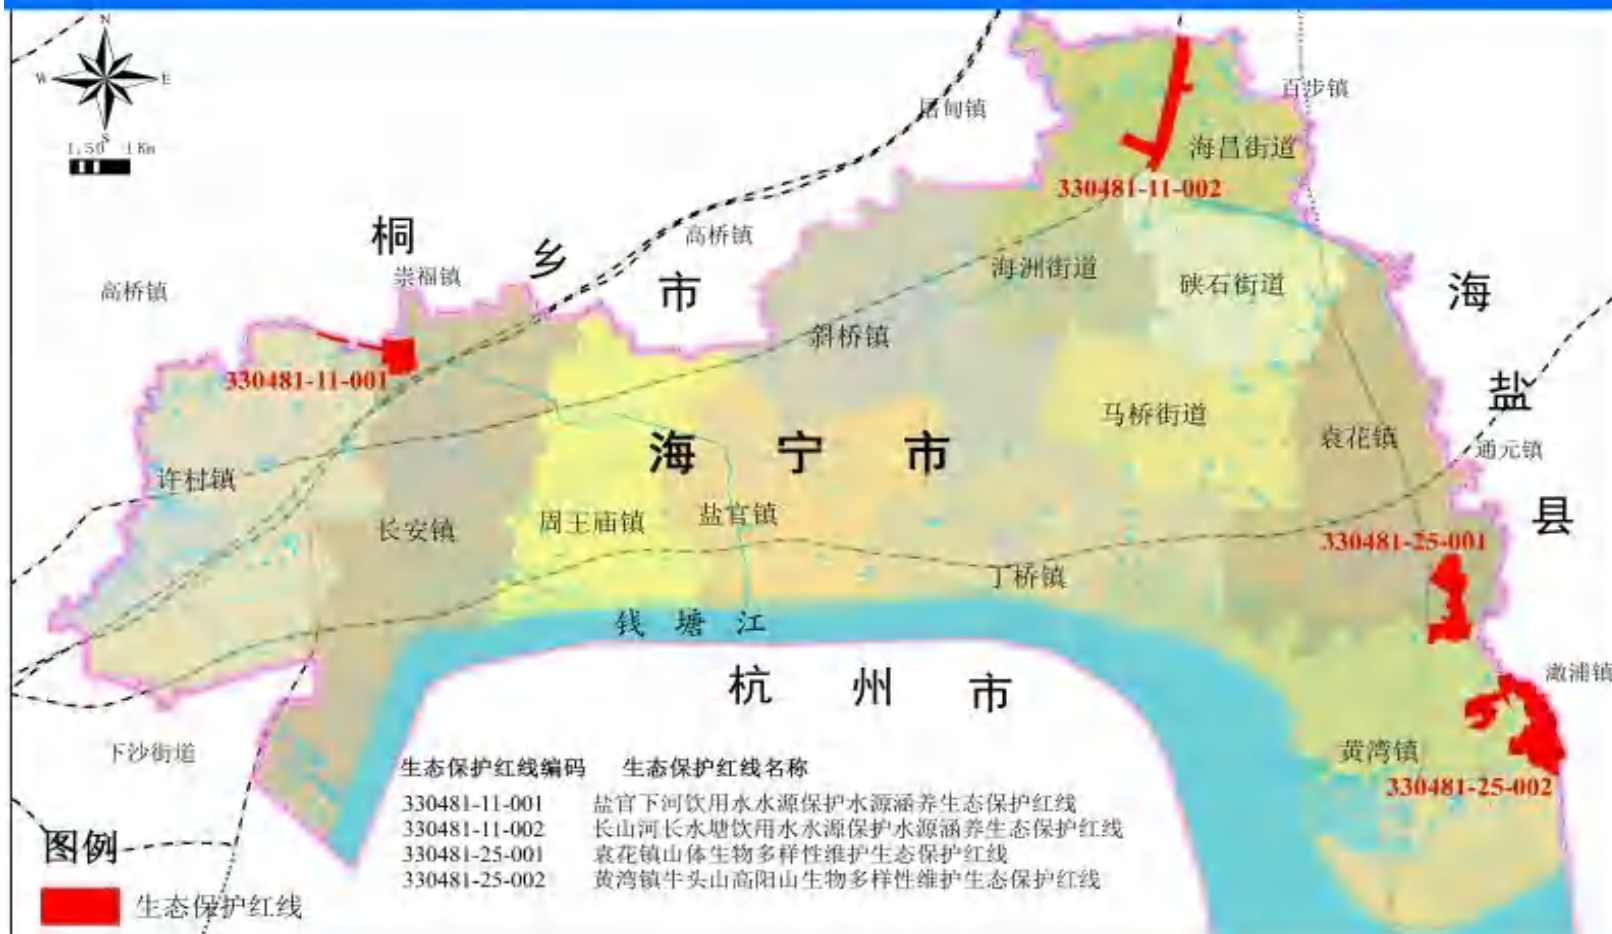 N
W E
S
1.50 1Km
百步镇
屠甸镇
海昌街道
330481-11-002
桐乡市
高桥镇
崇福镇
高桥镇
海洲街道
硖石街道
海盐县
斜桥镇
330481-11-001
马桥街道
袁花镇
通元镇
海宁市
许村镇
长安镇
周王庙镇
盐官镇
330481-25-001
丁桥镇
钱塘江
杭州市
澉浦镇
下沙街道
黄湾镇
330481-25-002
生态保护红线编码 生态保护红线名称
330481-11-001 盐官下河饮用水水源保护水源涵养生态保护红线
330481-11-002 长山河长水塘饮用水水源保护水源涵养生态保护红线
330481-25-001 袁花镇山体生物多样性维护生态保护红线
330481-25-002 黄湾镇牛头山高阳山生物多样性维护生态保护红线
图例
生态保护红线